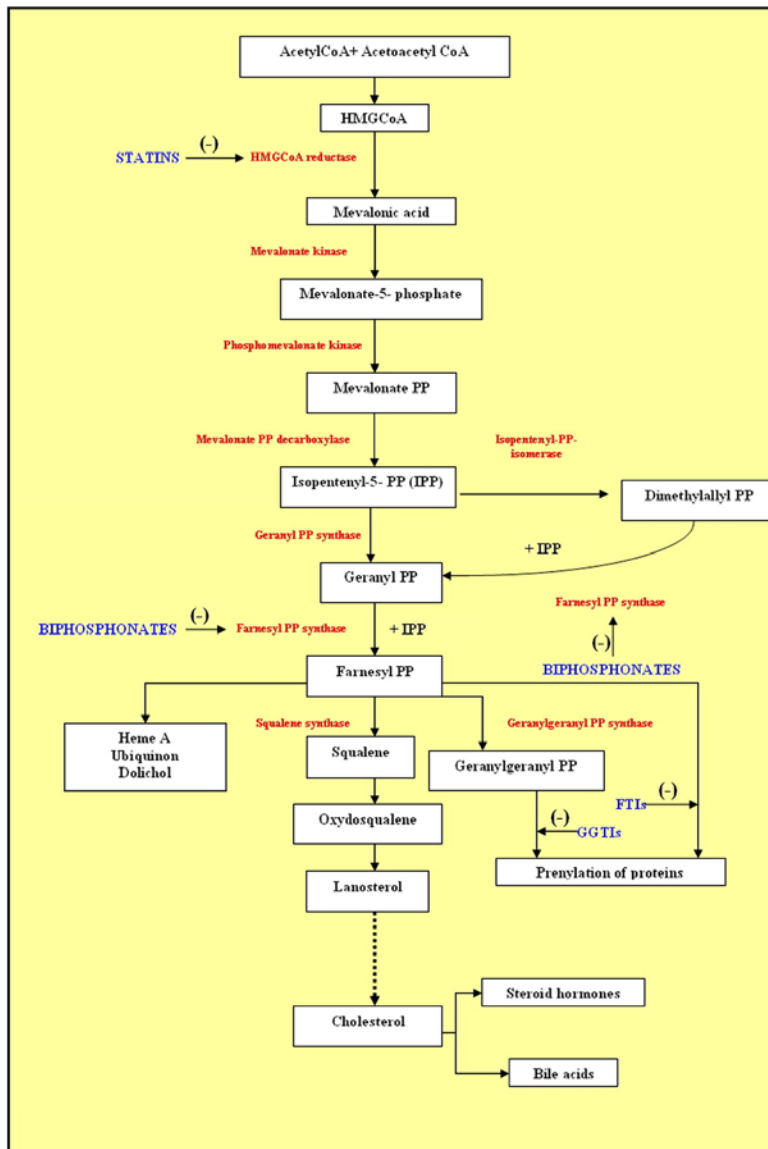 AcetylCoA+ Acetoacetyl CoA
HMGCoA
STATINS
(-)
HMGCoA reductase
Mevalonic acid
Mevalonate kinase
Mevalonate-5- phosphate
Phosphomevalonate kinase
Mevalonate PP
Mevalonate PP decarboxylase
Isopentenyl-PP-
isomerase
Isopentenyl-5- PP (IPP)
Dimethylallyl PP
Geranyl PP synthase
+ IPP
Geranyl PP
Farnesyl PP synthase
BIPHOSPHONATES
(-)
Farnesyl PP synthase
+ IPP
(-)
BIPHOSPHONATES
Farnesyl PP
Squalene synthase
Geranylgeranyl PP synthase
Heme A
Ubiquinon
Dolichol
Squalene
Geranylgeranyl PP
FTIs
(-)
(-)
GGTIs
Oxydosqualene
Prenylation of proteins
Lanosterol
Steroid hormones
Cholesterol
Bile acids